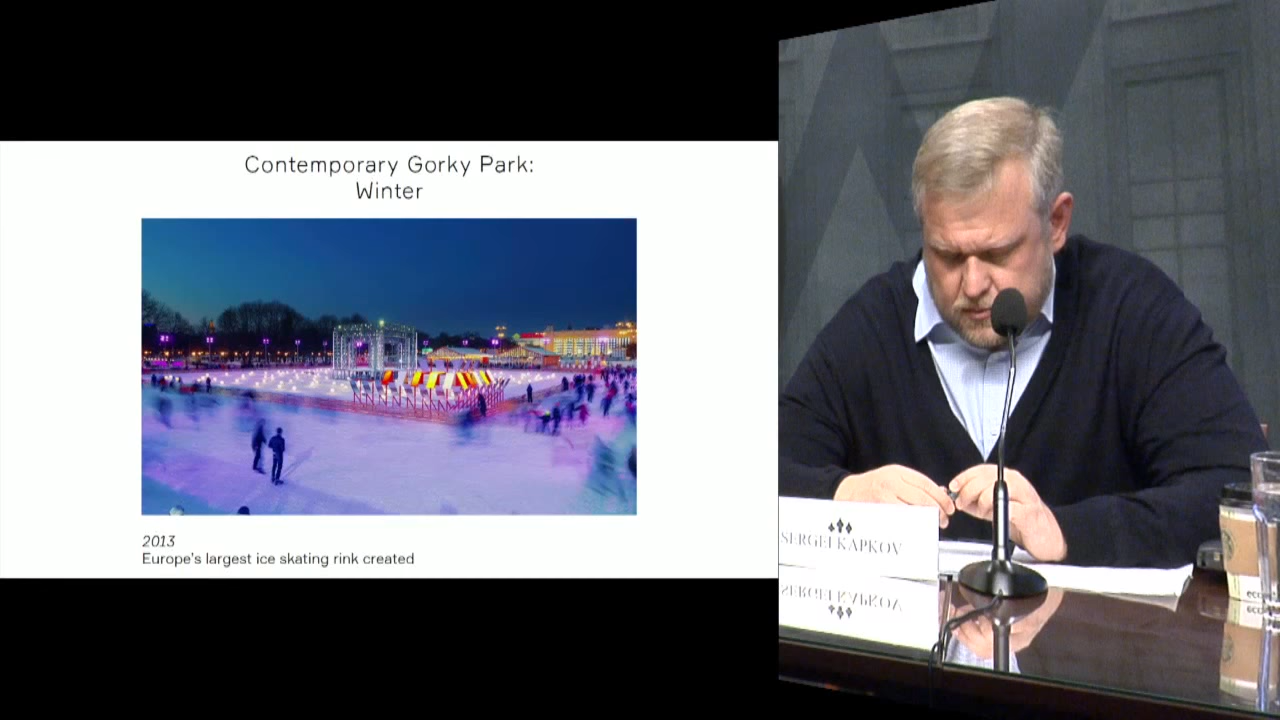 Contemporary Gorky Park:
Winter
2013
Europe's largest ice skating rink created
SERGEI KAPKOV